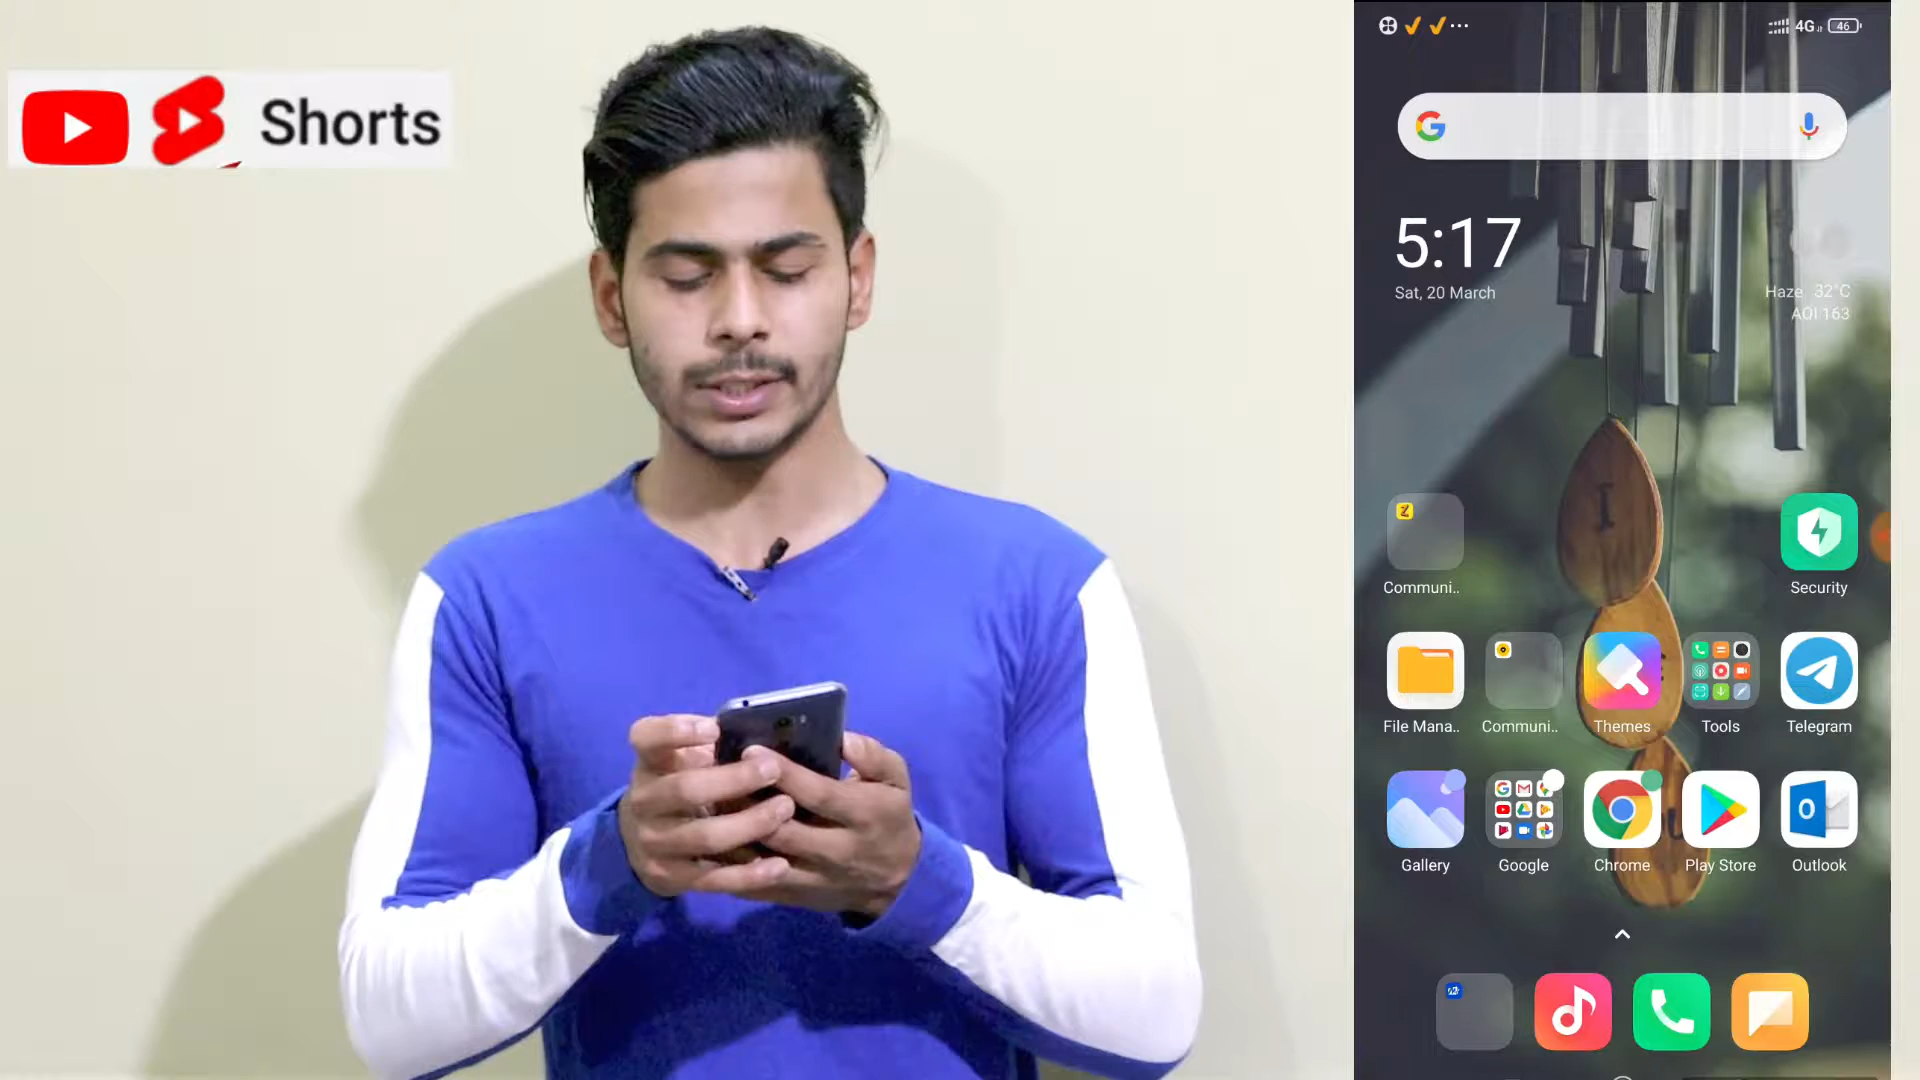 Shorts
4G
46
5:17
Sat, 20 March
Haze 32°C
AQI 163
I
Communi..
Security
File Mana..
Communi..
Themes
Tools
Telegram
Gallery
Google
Chrome
Play Store
Outlook